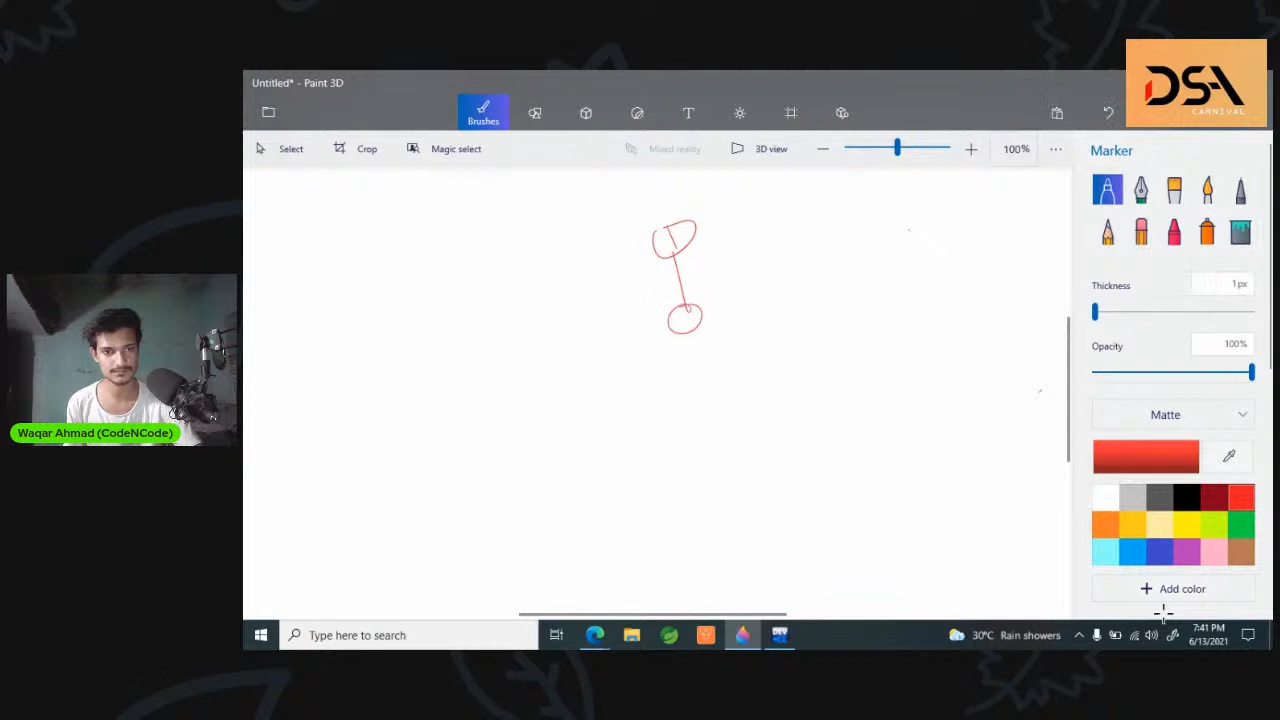 Untitled* - Paint 3D
DSA
CARNIVAL
Brushes
Select
Crop
Magic select
Mixed reality
3D view
100%
Marker
Thickness
1px
Opacity
100%
Matte
Add color
Waqar Ahmad (CodeNCode)
Type here to search
DEV
30°C Rain showers
7:41 PM
6/13/2021